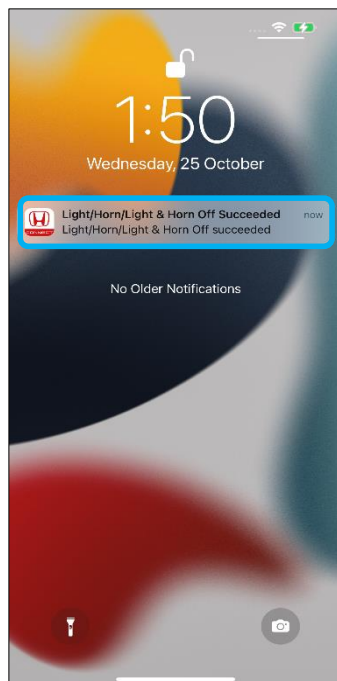 1:50
Wednesday, 25 October
Light/Horn/Light & Horn Off Succeeded now
Light/Horn/Light & Horn Off succeeded
CONNECT
No Older Notifications